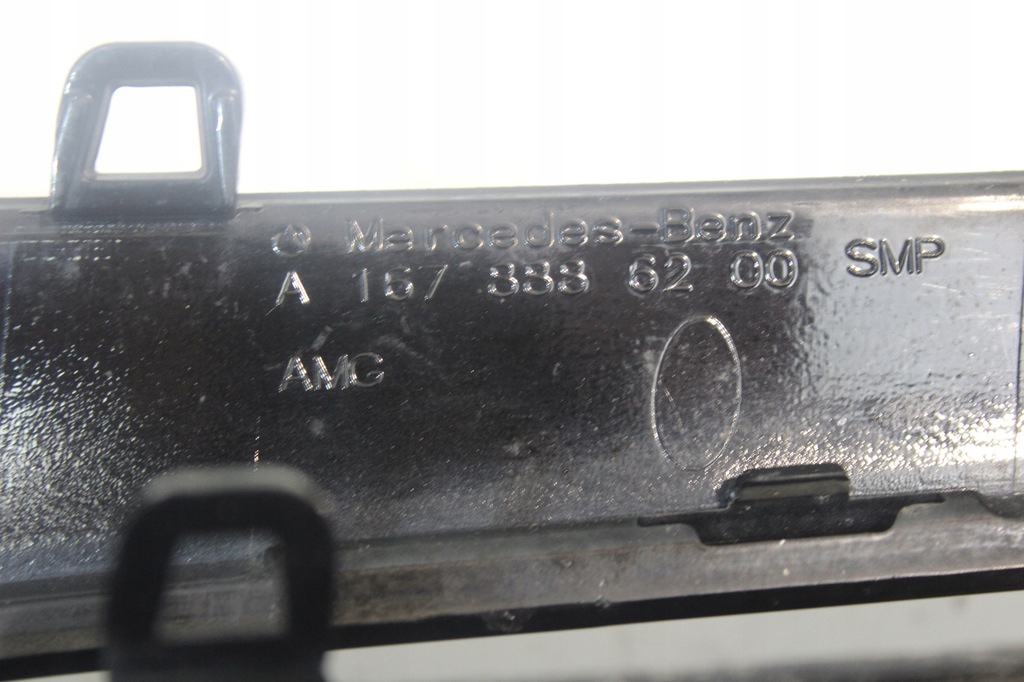 Mercedes-Benz
A 167 888 62 00 SMP
AMG